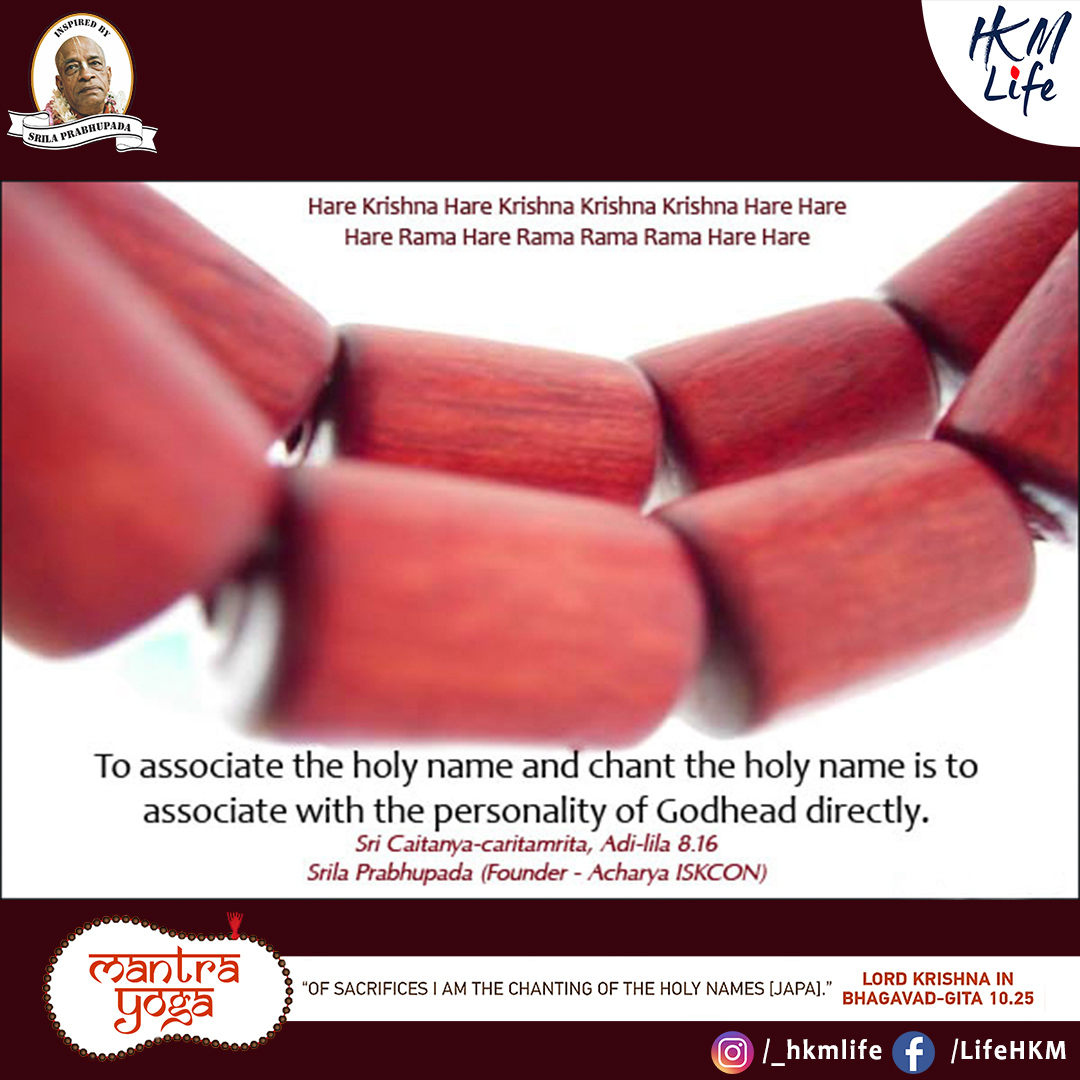 INSPIRED BY
SRILA PRABHUPADA
HKM
Life
Hare Krishna Hare Krishna Krishna Krishna Hare Hare
Hare Rama Hare Rama Rama Rama Hare Hare
To associate the holy name and chant the holy name is to
associate with the personality of Godhead directly.
Sri Caitanya-caritamrita, Adi-lila 8.16
Srila Prabhupada (Founder - Acharya ISKCON)
mantra
yoga
“OF SACRIFICES I AM THE CHANTING OF THE HOLY NAMES [JAPA].”
LORD KRISHNA IN
BHAGAVAD-GITA 10.25
/_hkmlife
/LifeHKM